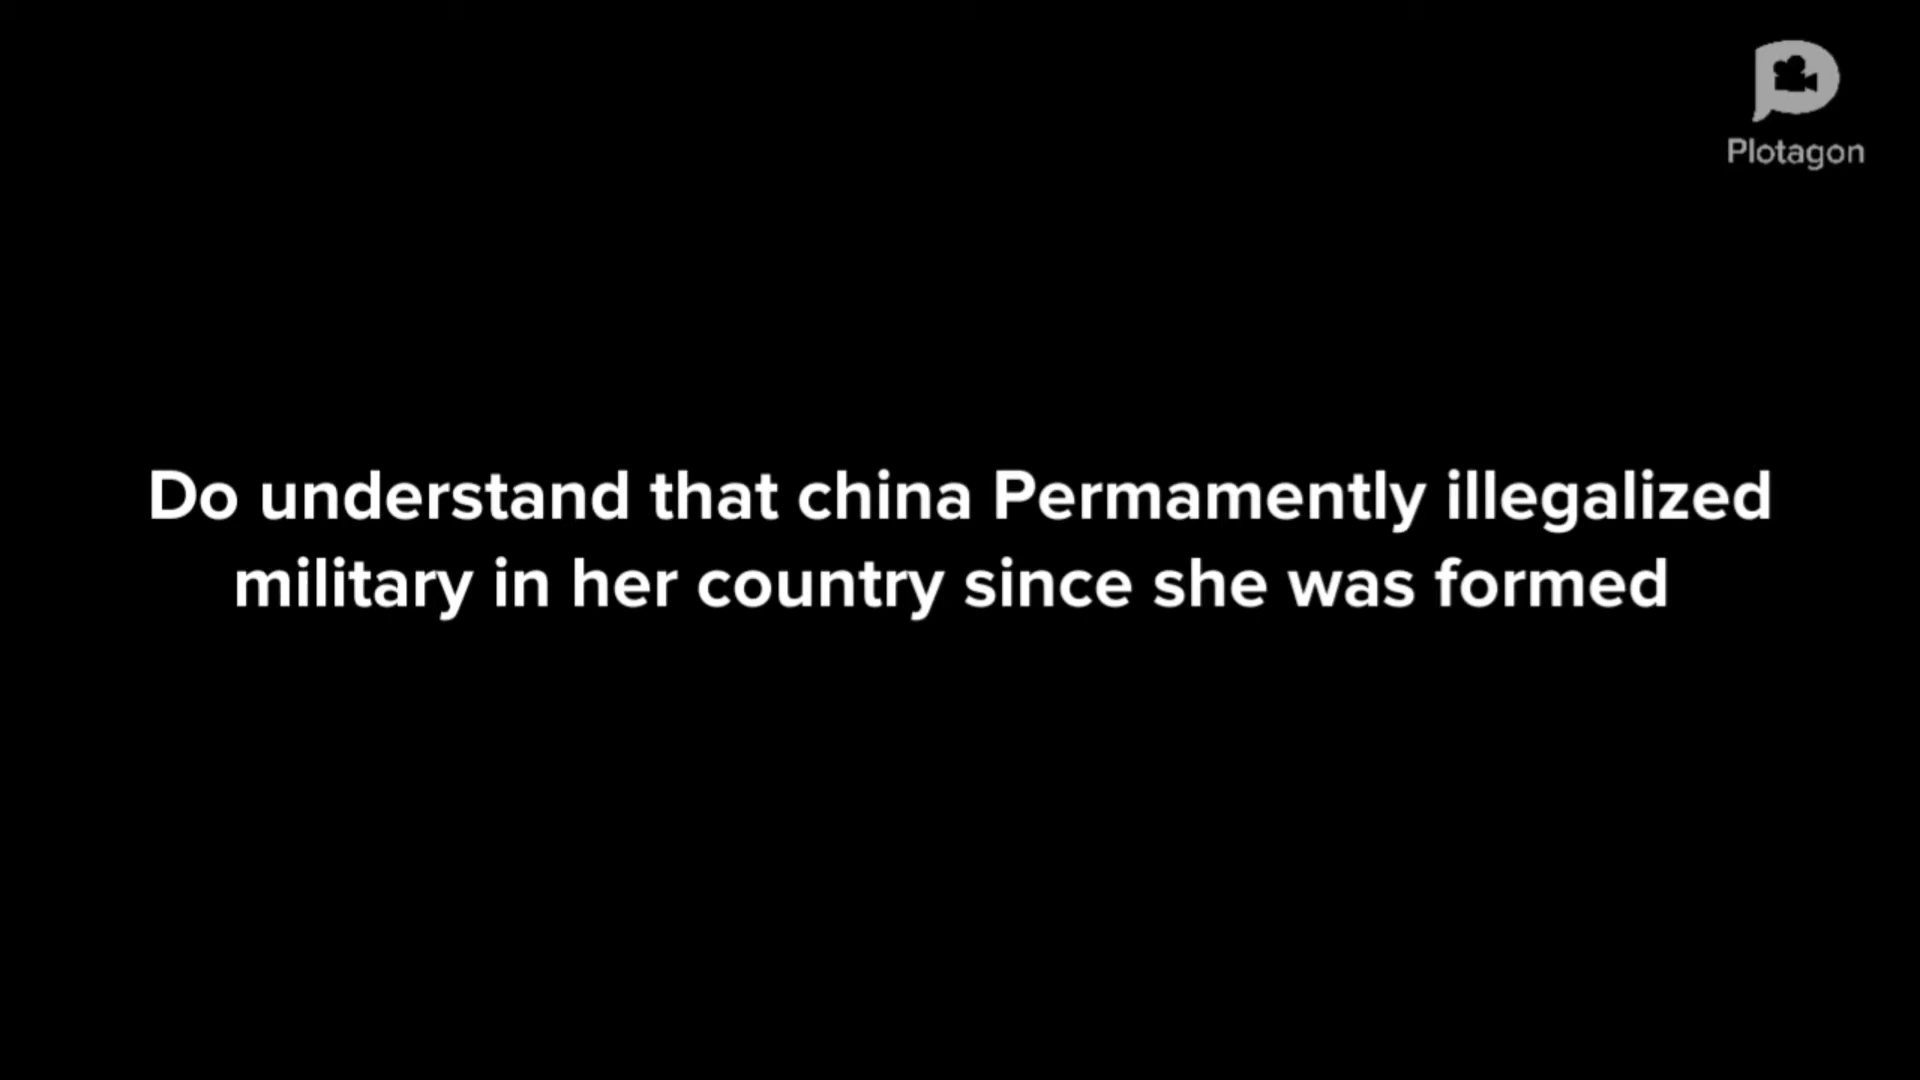 Plotagon
Do understand that china Permamently illegalized
military in her country since she was formed